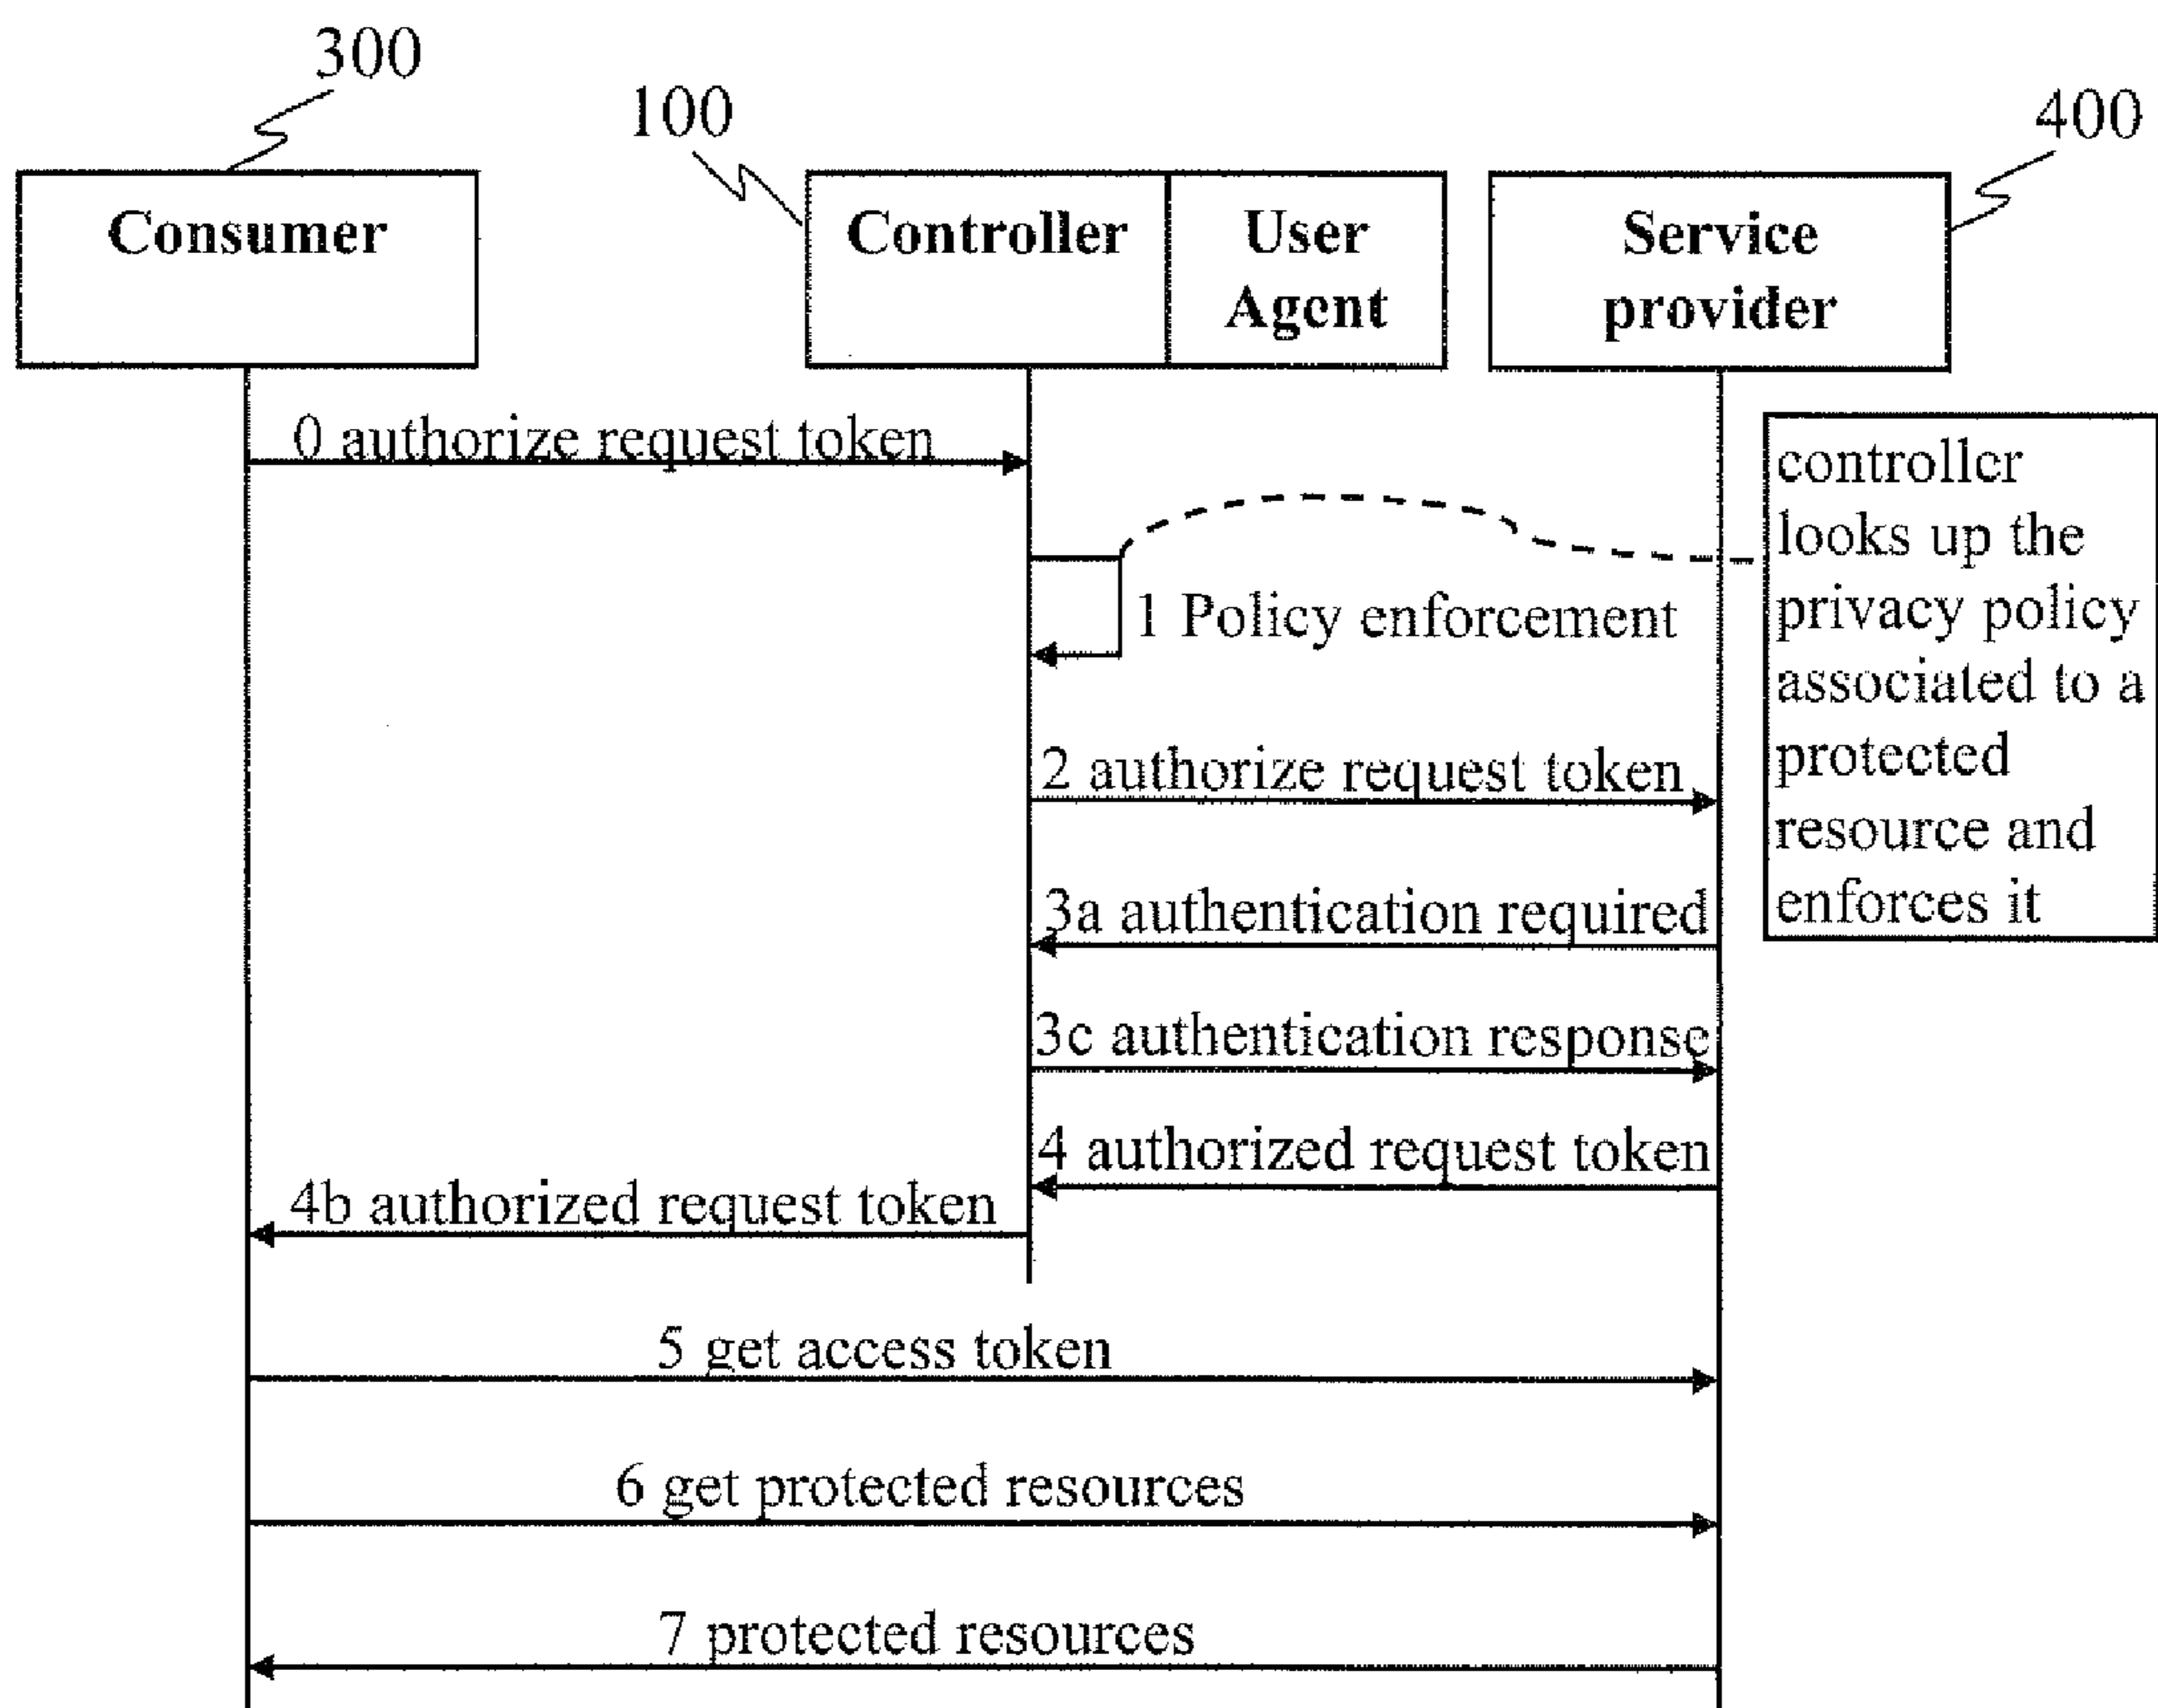 300
100
400
Consumer
Controller
User
Agent
Service
provider
0 authorize request token
controller
looks up the
privacy policy
associated to a
protected
resource and
enforces it
1 Policy enforcement
2 authorize request token
3a authentication required
3c authentication response
4 authorized request token
4b authorized request token
5 get access token
6 get protected resources
7 protected resources